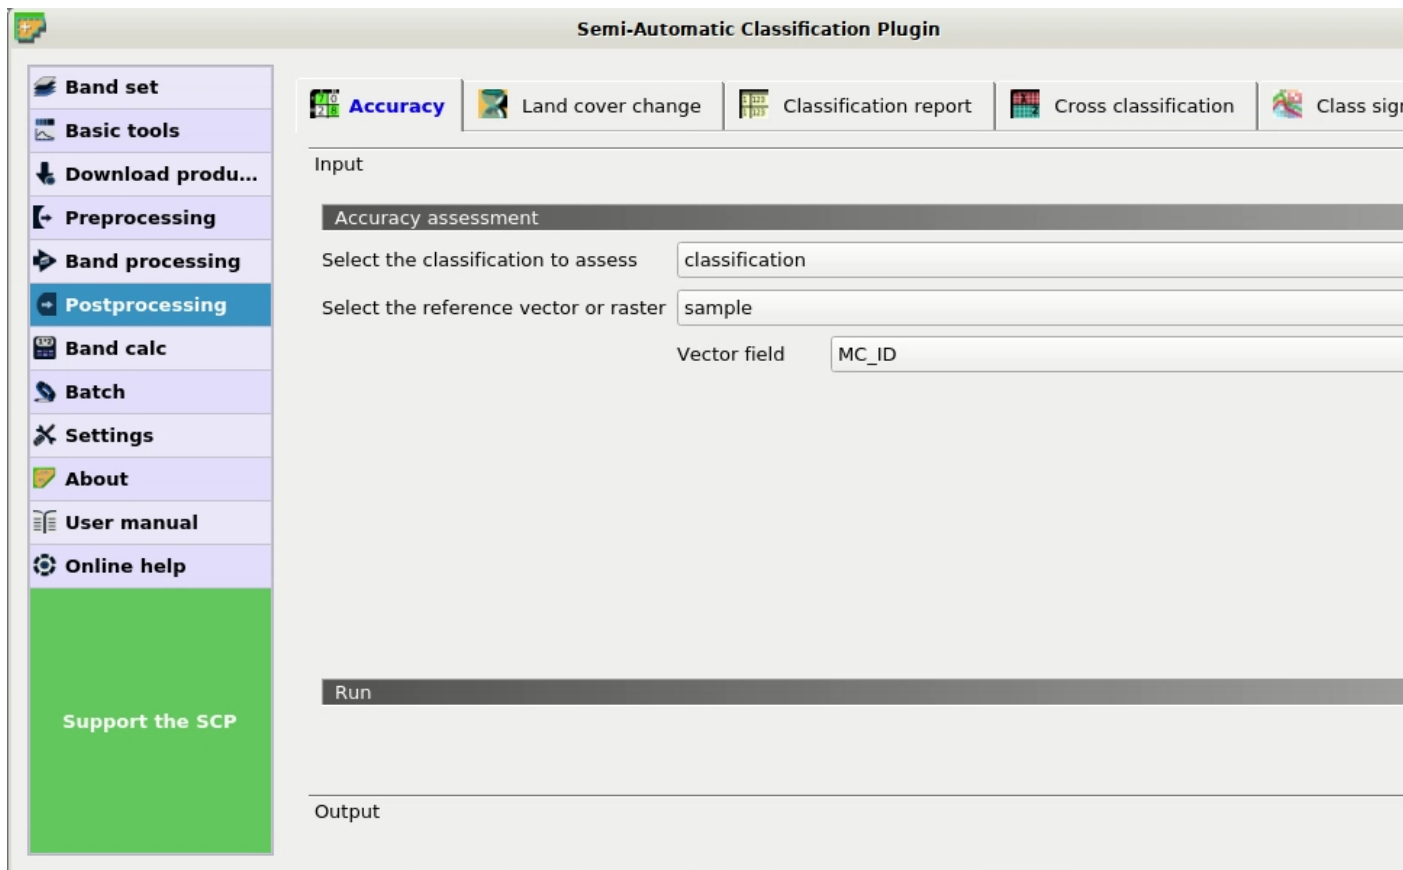 Semi-Automatic Classification Plugin
Band set
Basic tools
Download produ...
Preprocessing
Band processing
Postprocessing
Band calc
Batch
Settings
About
User manual
Online help
Support the SCP
Accuracy Land cover change Classification report Cross classification Class sig
Input
Accuracy assessment
Select the classification to assess classification
Select the reference vector or raster sample
Vector field MC_ID
Run
Output